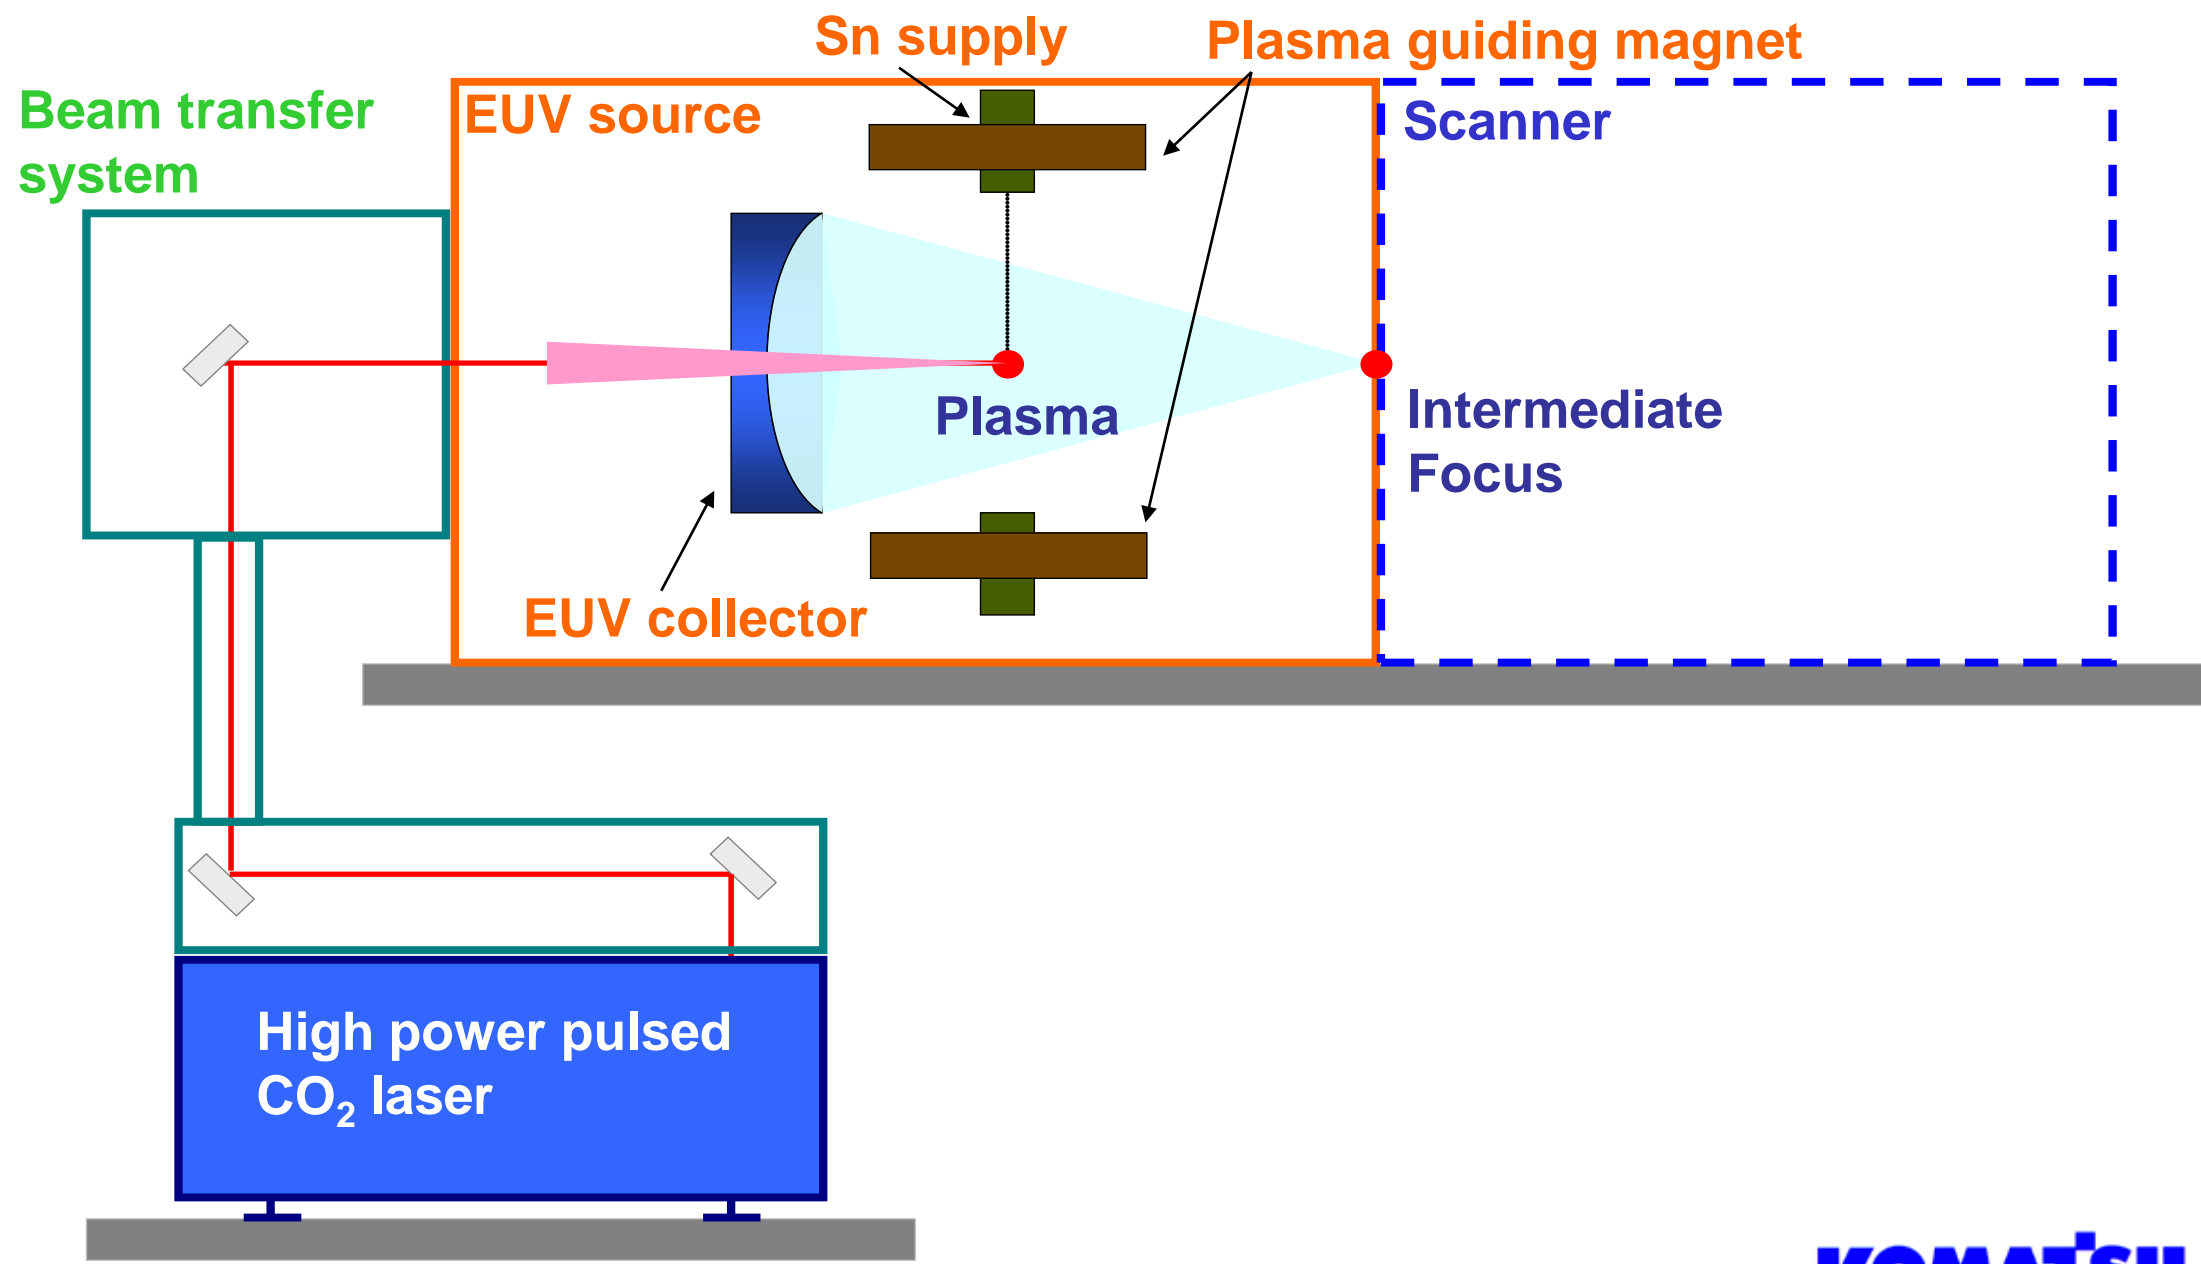 Sn supply
Plasma guiding magnet
Beam transfer
system
EUV source
Scanner
Plasma
Intermediate
Focus
EUV collector
High power pulsed
CO₂ laser
KOMATSU